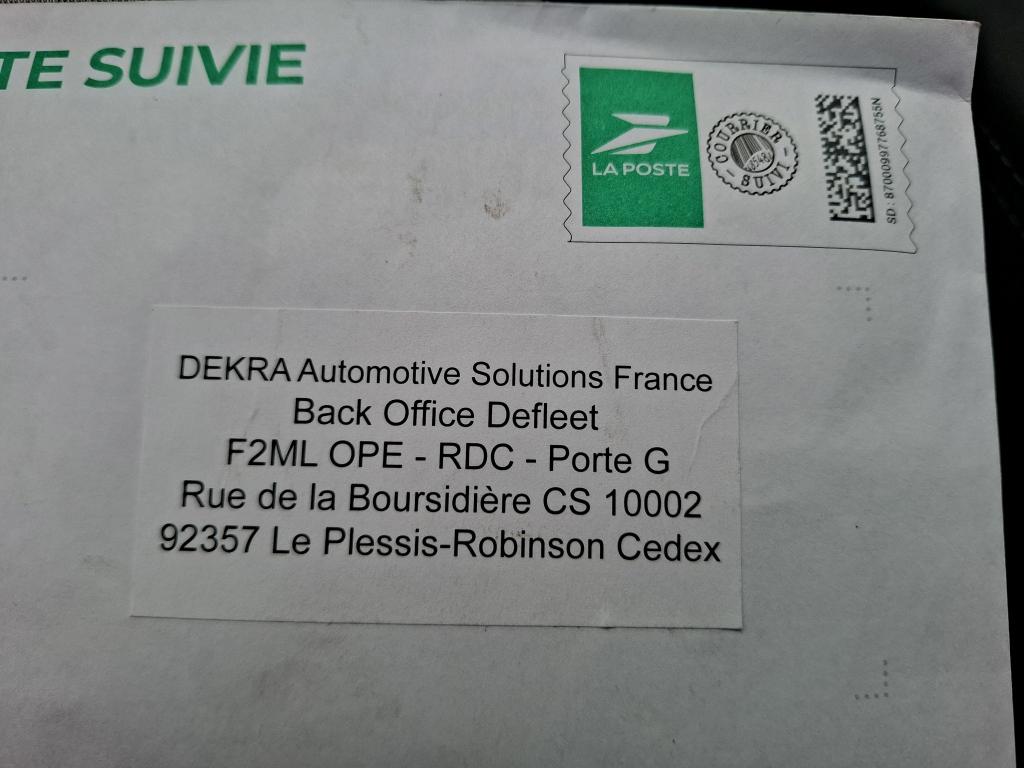 TE SUIVIE
LA POSTE
COURRIER
SUIVI
SD : 87000997768755N
DEKRA Automotive Solutions France
Back Office Defleet
F2ML OPE - RDC - Porte G
Rue de la Boursidière CS 10002
92357 Le Plessis-Robinson Cedex